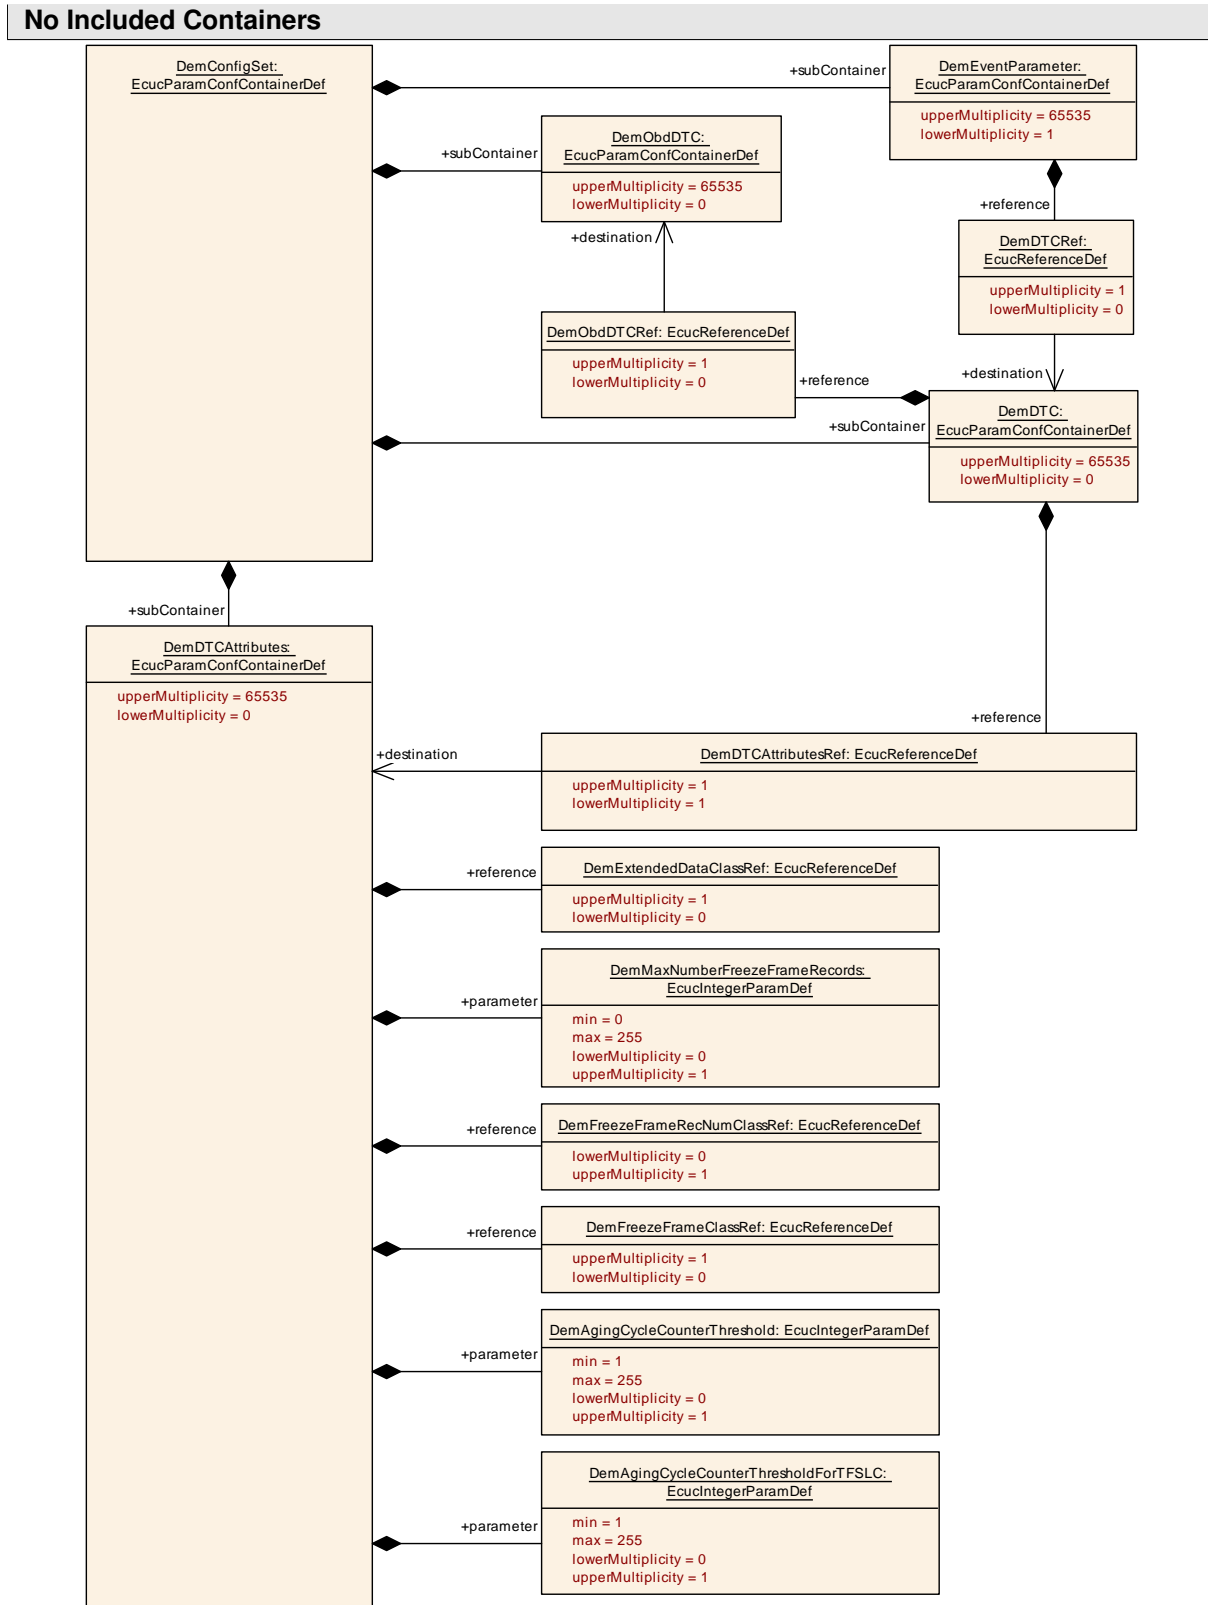 No Included Containers
DemConfigSet:
EcucParamConfContainerDef
+subContainer
DemEventParameter:
EcucParamConfContainerDef
upperMultiplicity = 65535
lowerMultiplicity = 1
+subContainer
DemObdDTC:
EcucParamConfContainerDef
upperMultiplicity = 65535
lowerMultiplicity = 0
+reference
+destination
DemDTCRef:
EcucReferenceDef
upperMultiplicity = 1
lowerMultiplicity = 0
DemObdDTCRef: EcucReferenceDef
upperMultiplicity = 1
lowerMultiplicity = 0
+reference
+destination
+subContainer
DemDTC:
EcucParamConfContainerDef
upperMultiplicity = 65535
lowerMultiplicity = 0
+subContainer
DemDTCAttributes:
EcucParamConfContainerDef
upperMultiplicity = 65535
lowerMultiplicity = 0
+reference
+destination
DemDTCAttributesRef: EcucReferenceDef
upperMultiplicity = 1
lowerMultiplicity = 1
+reference
DemExtendedDataClassRef: EcucReferenceDef
upperMultiplicity = 1
lowerMultiplicity = 0
+parameter
DemMaxNumberFreezeFrameRecords:
EcucIntegerParamDef
min = 0
max = 255
lowerMultiplicity = 0
upperMultiplicity = 1
+reference
DemFreezeFrameRecNumClassRef: EcucReferenceDef
lowerMultiplicity = 0
upperMultiplicity = 1
+reference
DemFreezeFrameClassRef: EcucReferenceDef
upperMultiplicity = 1
lowerMultiplicity = 0
+parameter
DemAgingCycleCounterThreshold: EcucIntegerParamDef
min = 1
max = 255
lowerMultiplicity = 0
upperMultiplicity = 1
+parameter
DemAgingCycleCounterThresholdForTFSLC:
EcucIntegerParamDef
min = 1
max = 255
lowerMultiplicity = 0
upperMultiplicity = 1